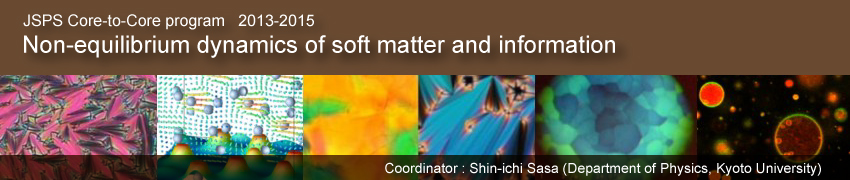 JSPS Core-to-Core program 2013-2015
Non-equilibrium dynamics of soft matter and information
Coordinator : Shin-ichi Sasa (Department of Physics, Kyoto University)